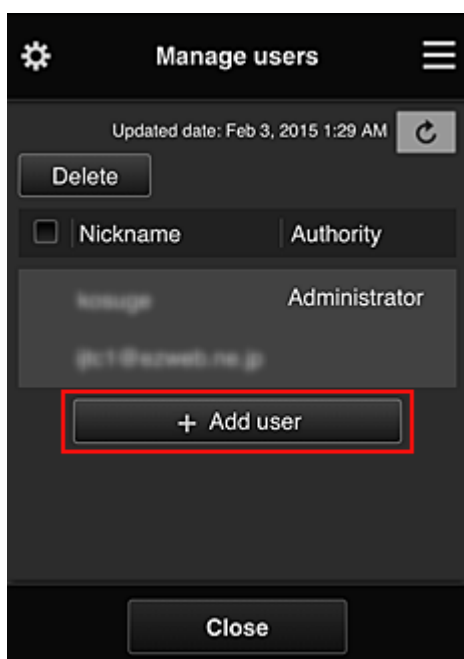 Manage users
Updated date: Feb 3, 2015 1:29 AM
Delete
Nickname Authority
Administrator
+ Add user
Close